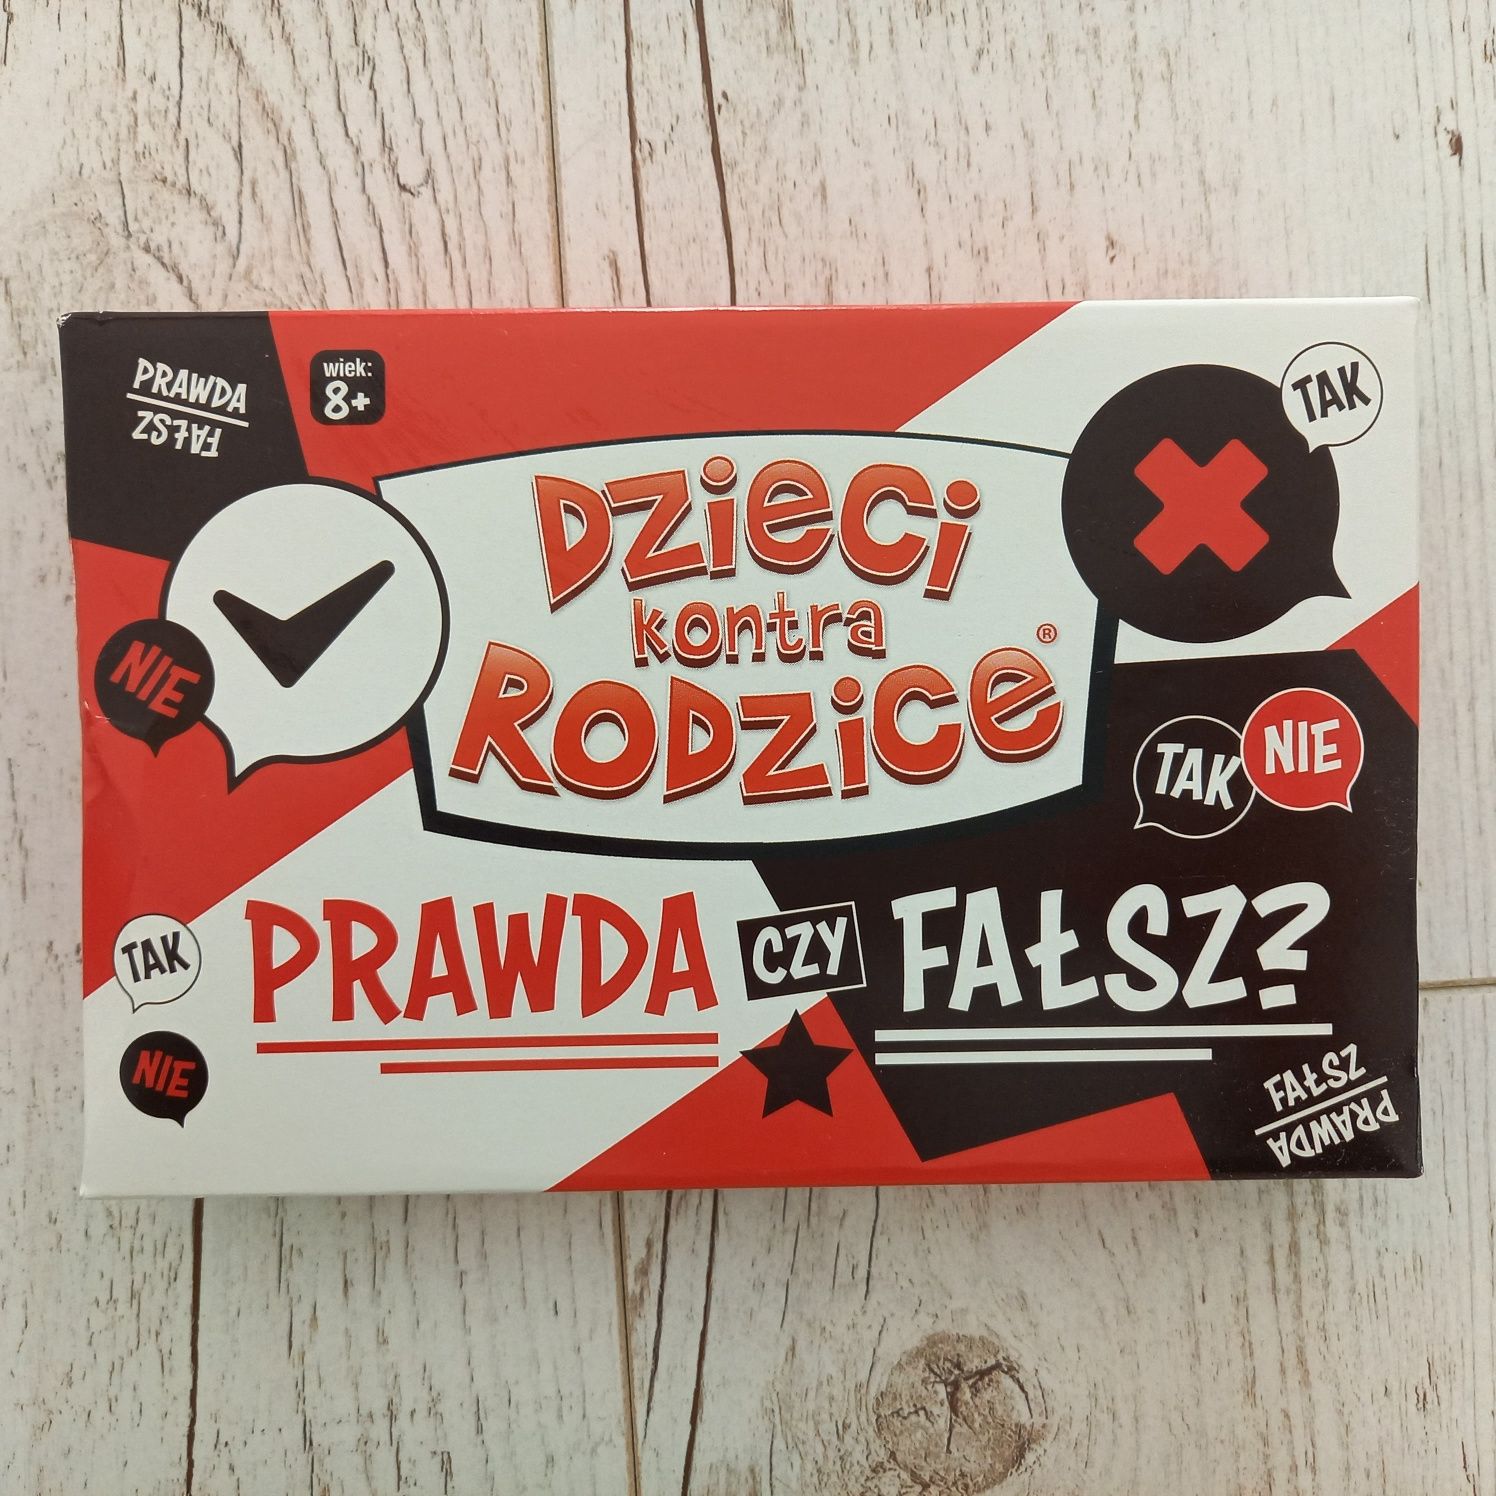 PRAWDA
FAŁSZ
wiek:
8+
TAK
DZIECI
kontra
RODZICE®
NIE
TAK
NIE
PRAWDA CZY FAŁSZ?
TAK
NIE
FAŁSZ
PRAWDA